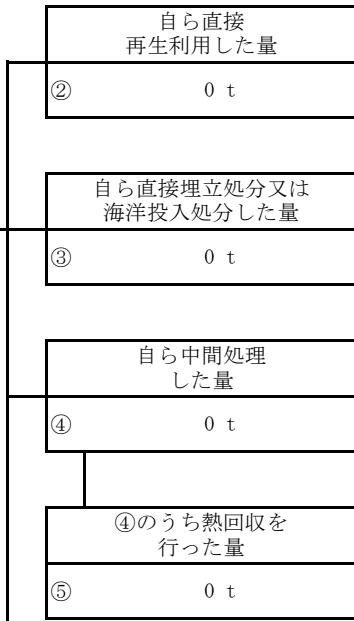 自ら直接
再生利用した量
② 0 t
自ら直接埋立処分又は
海洋投入処分した量
③ 0 t
自ら中間処理
した量
④ 0 t
④のうち熱回収を
行った量
⑤ 0 t